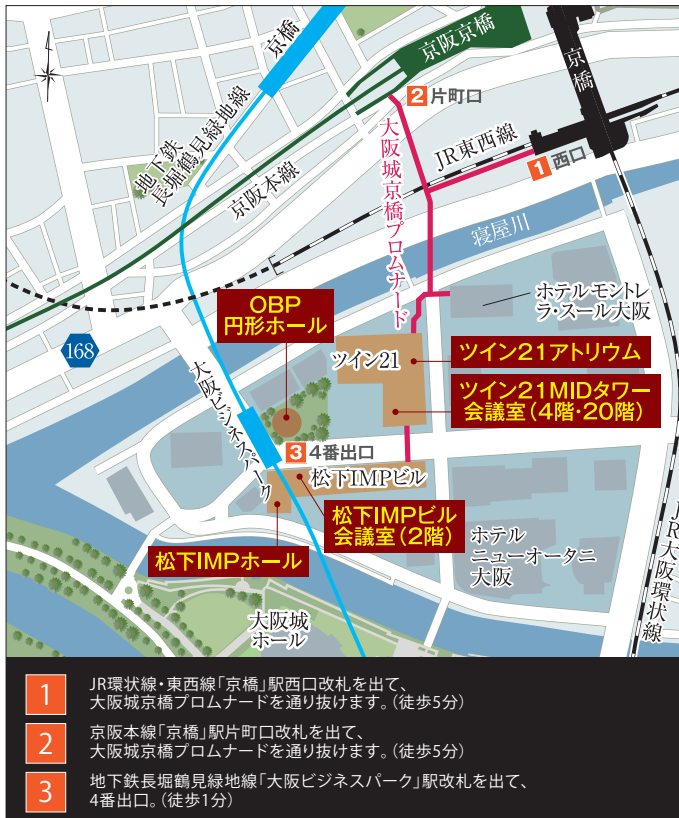 京橋
京阪京橋
京橋
2 片町口
地下鉄
長堀鶴見緑地線
京阪本線
大阪城京橋プロムナード
JR東西線
1 西口
寝屋川
OBP
円形ホール
ホテルモントレ
ラ・スール大阪
168
ツイン21
ツイン21アトリウム
ツイン21MIDタワー
会議室（4階・20階）
大阪ビジネスパーク
3 4番出口
松下IMPビル
松下IMPビル
会議室（2階）
松下IMPホール
ホテル
ニューオータニ
大阪
JR大阪環状線
大阪城
ホール
1 JR環状線・東西線「京橋」駅西口改札を出て、
大阪城京橋プロムナードを通り抜けます。（徒歩5分）
2 京阪本線「京橋」駅片町口改札を出て、
大阪城京橋プロムナードを通り抜けます。（徒歩5分）
3 地下鉄長堀鶴見緑地線「大阪ビジネスパーク」駅改札を出て、
4番出口。（徒歩1分）